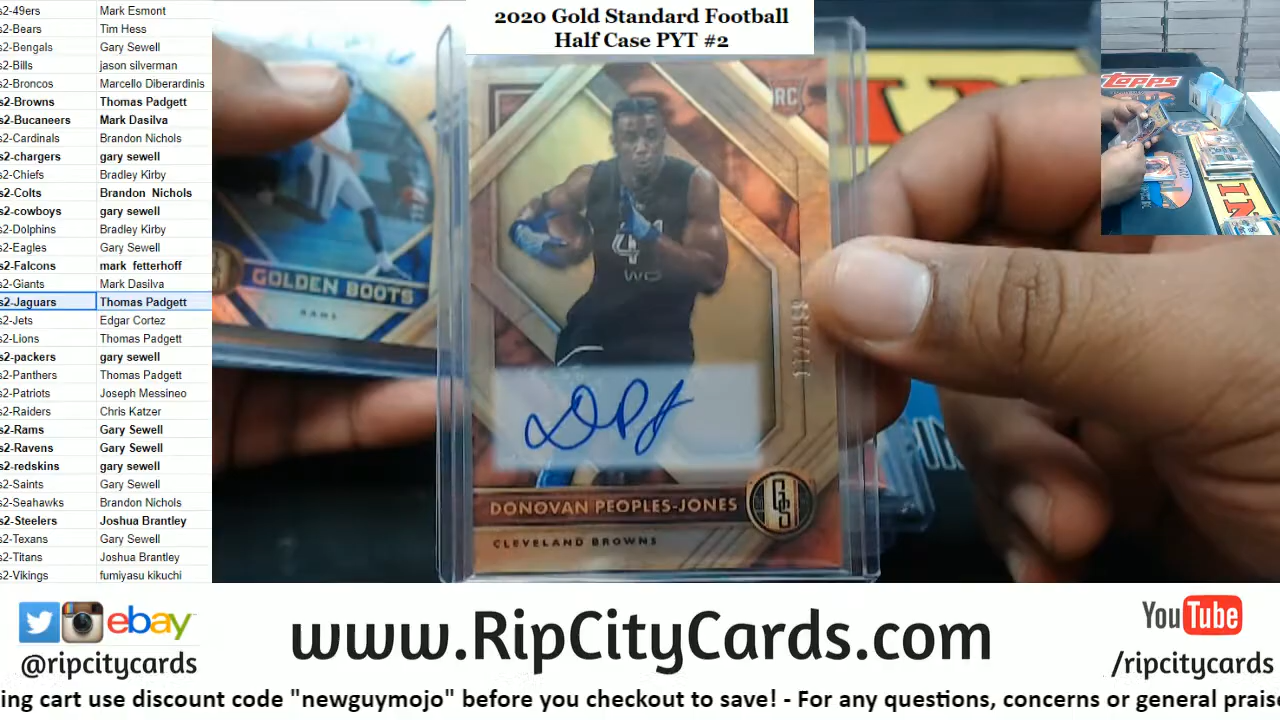 2020 Gold Standard Football
Half Case PYT #2
s2-49ers Mark Esmont
s2-Bears Tim Hess
s2-Bengals Gary Sewell
s2-Bills jason silverman
s2-Broncos Marcello Diberardinis
s2-Browns Thomas Padgett
s2-Bucaneers Mark Dasilva
s2-Cardinals Brandon Nichols
s2-chargers gary sewell
s2-Chiefs Bradley Kirby
s2-Colts Brandon Nichols
s2-cowboys gary sewell
s2-Dolphins Bradley Kirby
s2-Eagles Gary Sewell
s2-Falcons mark fetterhoff
s2-Giants Mark Dasilva
s2-Jaguars Thomas Padgett
s2-Jets Edgar Cortez
s2-Lions Thomas Padgett
s2-packers gary sewell
s2-Panthers Thomas Padgett
s2-Patriots Joseph Messineo
s2-Raiders Chris Katzer
s2-Rams Gary Sewell
s2-Ravens Gary Sewell
s2-redskins gary sewell
s2-Saints Gary Sewell
s2-Seahawks Brandon Nichols
s2-Steelers Joshua Brantley
s2-Texans Gary Sewell
s2-Titans Joshua Brantley
s2-Vikings fumiyasu kikuchi
GOLDEN BOOTS
RAMS
RC
WO
DPJ
DONOVAN PEOPLES-JONES
GS
CLEVELAND BROWNS
TOPPS
IN
ebay
@ripcitycards
www.RipCityCards.com
YouTube
/ripcitycards
ing cart use discount code "newguymojo" before you checkout to save! - For any questions, concerns or general praise